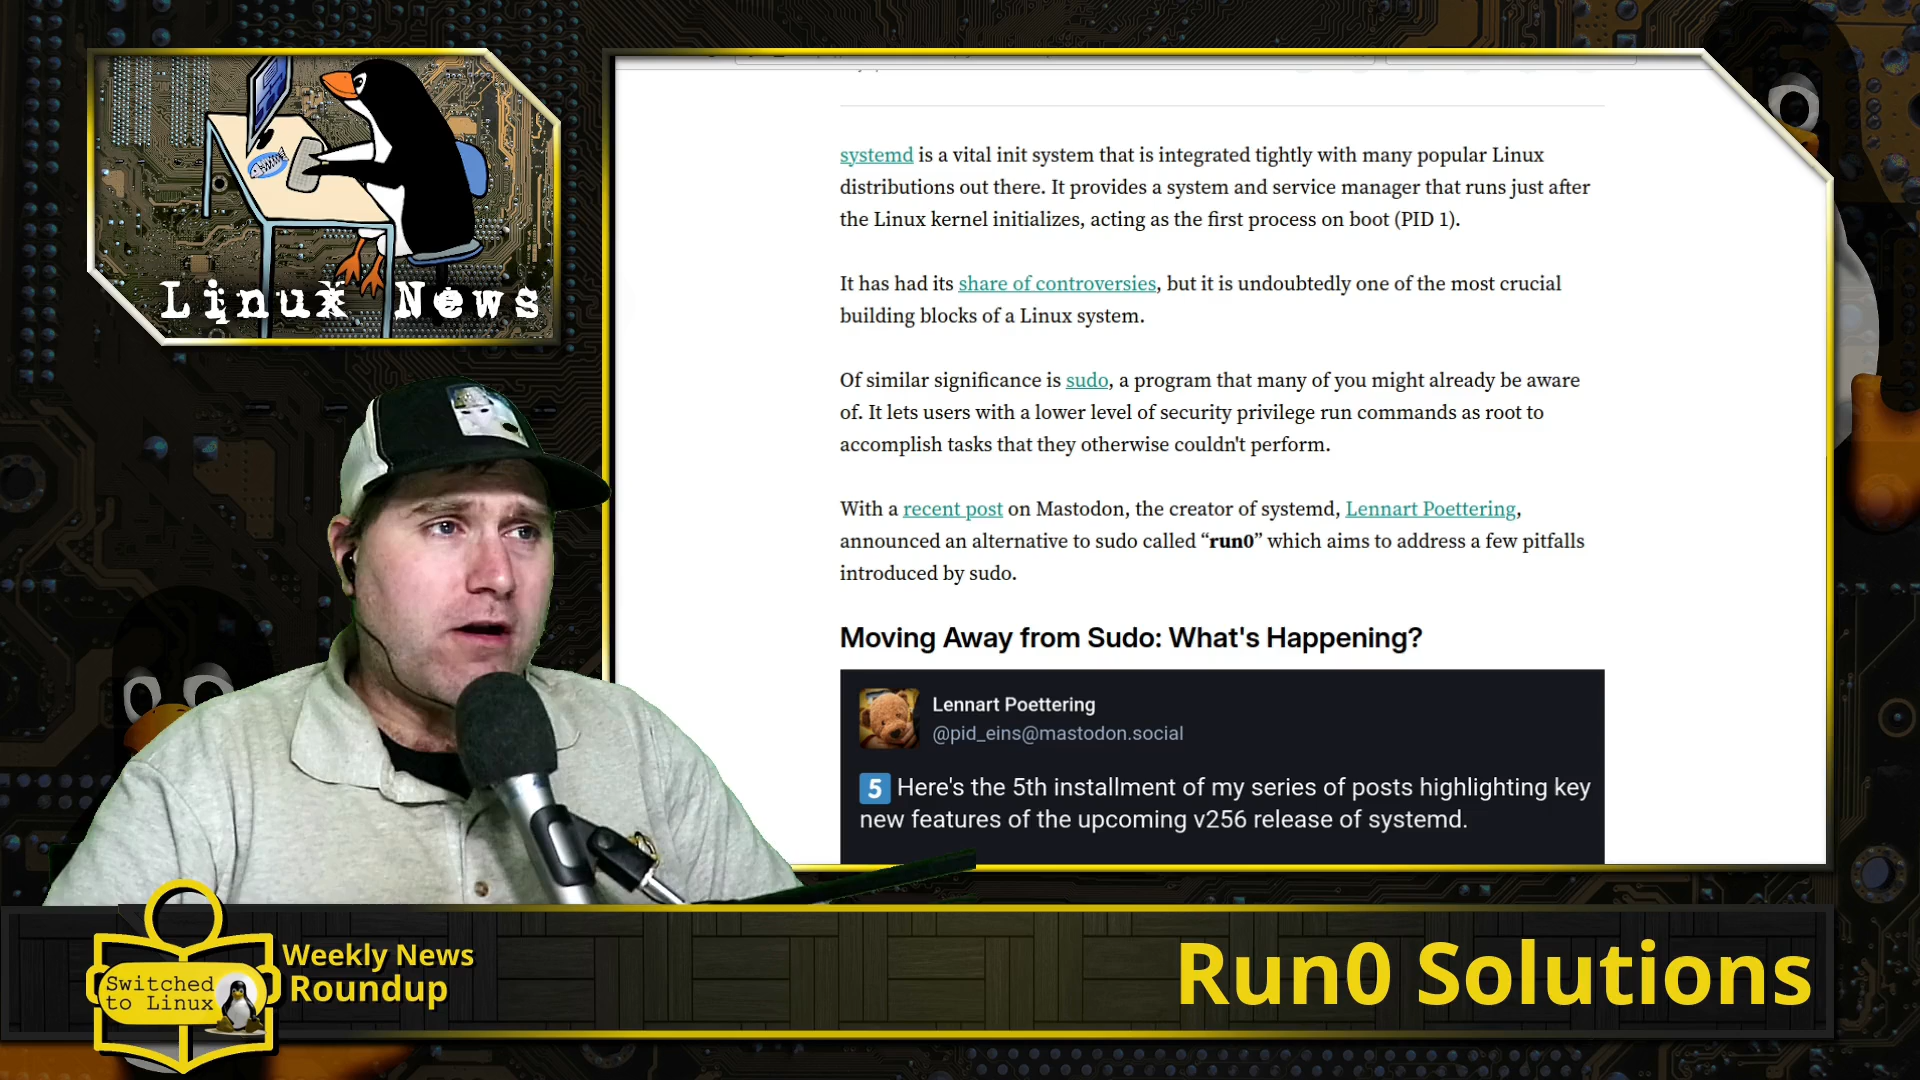 Linux News
systemd is a vital init system that is integrated tightly with many popular Linux
distributions out there. It provides a system and service manager that runs just after
the Linux kernel initializes, acting as the first process on boot (PID 1).
It has had its share of controversies, but it is undoubtedly one of the most crucial
building blocks of a Linux system.
Of similar significance is sudo, a program that many of you might already be aware
of. It lets users with a lower level of security privilege run commands as root to
accomplish tasks that they otherwise couldn't perform.
With a recent post on Mastodon, the creator of systemd, Lennart Poettering,
announced an alternative to sudo called “run0” which aims to address a few pitfalls
introduced by sudo.
Moving Away from Sudo: What's Happening?
Lennart Poettering
@pid_eins@mastodon.social
5 Here's the 5th installment of my series of posts highlighting key
new features of the upcoming v256 release of systemd.
Switched
to Linux
Weekly News
Roundup
Run0 Solutions